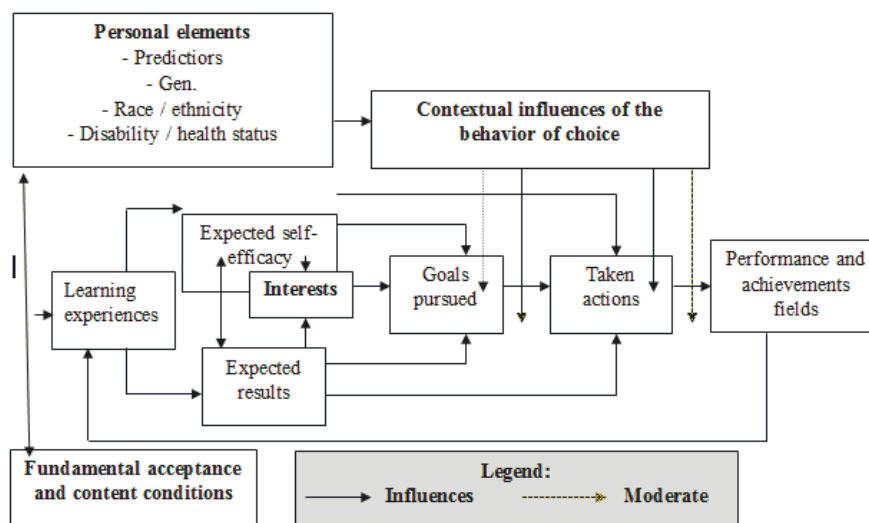 Personal elements
- Predictiors
- Gen.
- Race / ethnicity
- Disability / health status
Contextual influences of the
behavior of choice
Expected self-
efficacy
Interests
Learning
experiences
Goals
pursued
Taken
actions
Performance and
achievements
fields
Expected
results
Fundamental acceptance
and content conditions
Legend:
Influences
Moderate